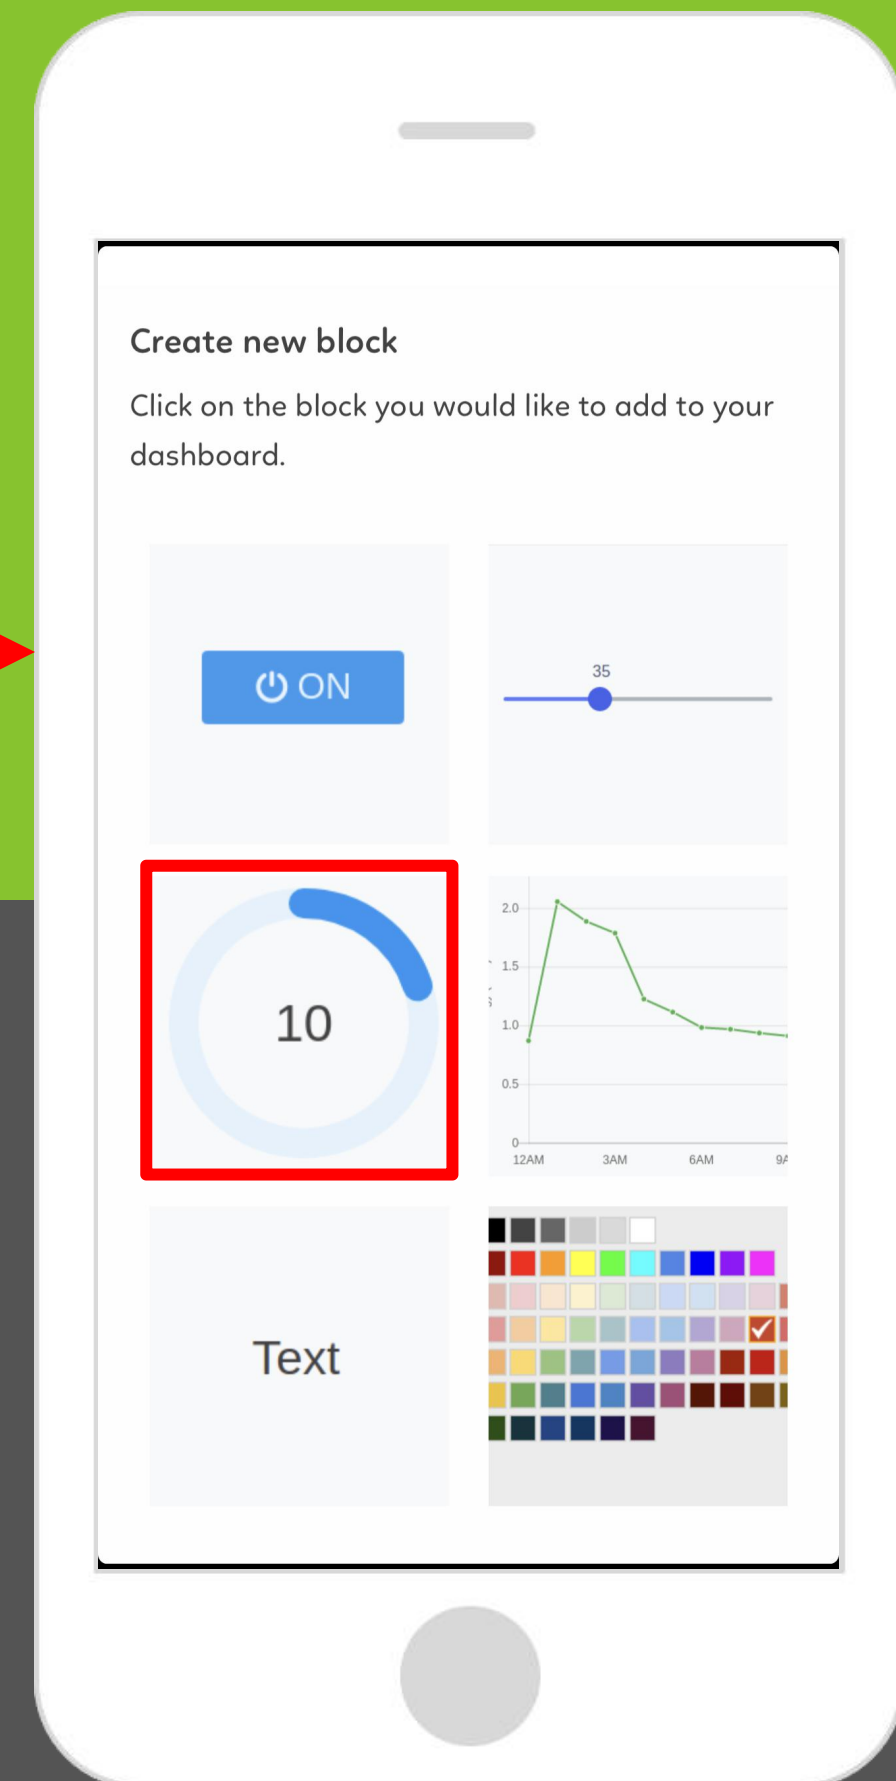 Create new block
Click on the block you would like to add to your
dashboard.
ON
35
10
2.0
1.5
1.0
0.5
0
12AM 3AM 6AM
Text